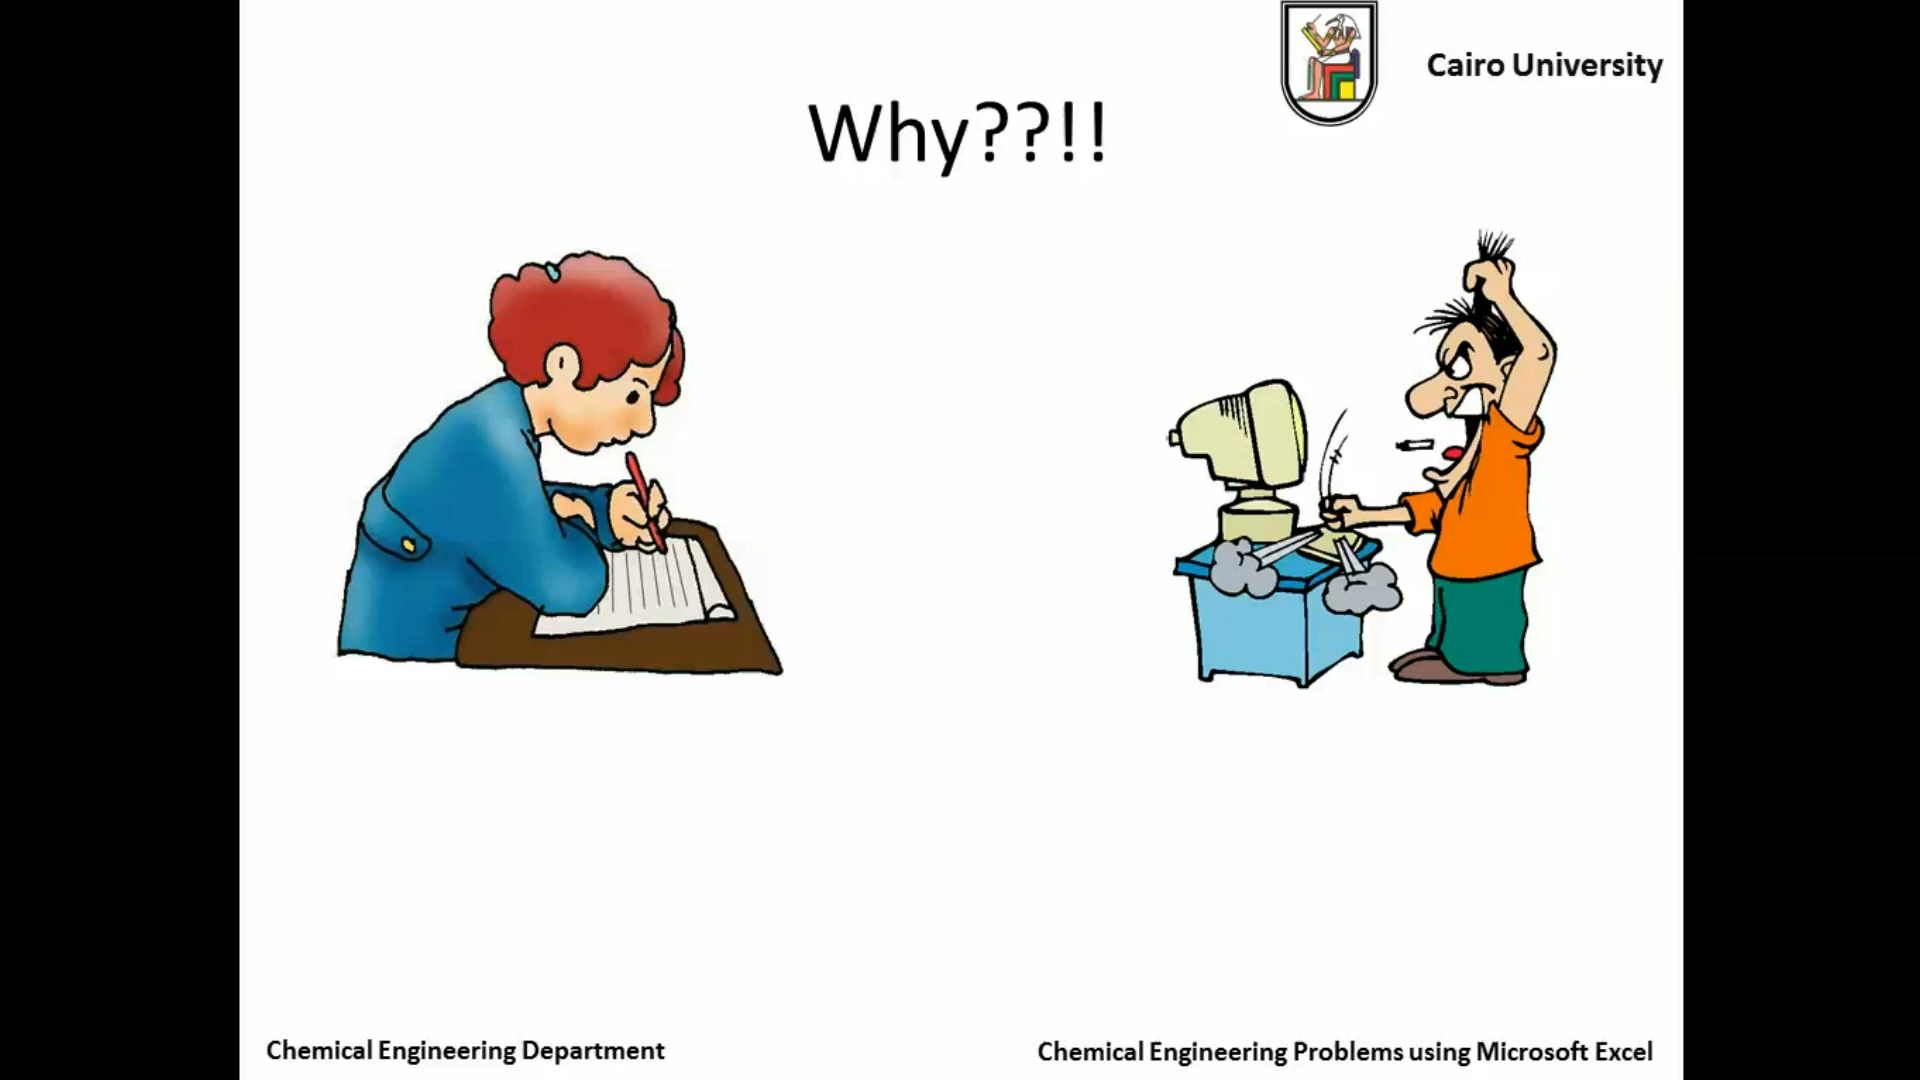 Cairo University
Why??!!
Chemical Engineering Department
Chemical Engineering Problems using Microsoft Excel